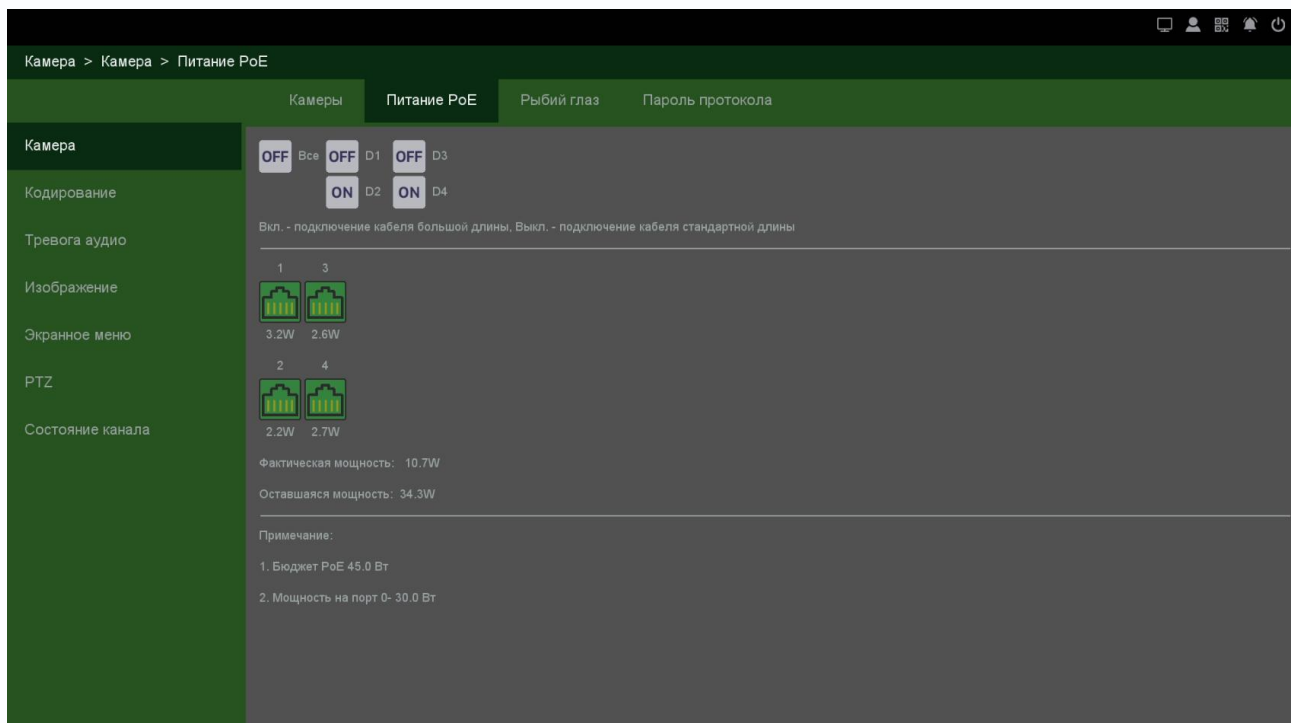 Камера > Камера > Питание PoE
Камеры Питание PoE Рыбий глаз Пароль протокола
Камера
Кодирование
Тревога аудио
Изображение
Экранное меню
PTZ
Состояние канала
OFF Все OFF D1 OFF D3
ON D2 ON D4
Вкл. - подключение кабеля большой длины, Выкл. - подключение кабеля стандартной длины
1 3
3.2W 2.6W
2 4
2.2W 2.7W
Фактическая мощность: 10.7W
Оставшаяся мощность: 34.3W
Примечание:
1. Бюджет PoE 45.0 Вт
2. Мощность на порт 0- 30.0 Вт